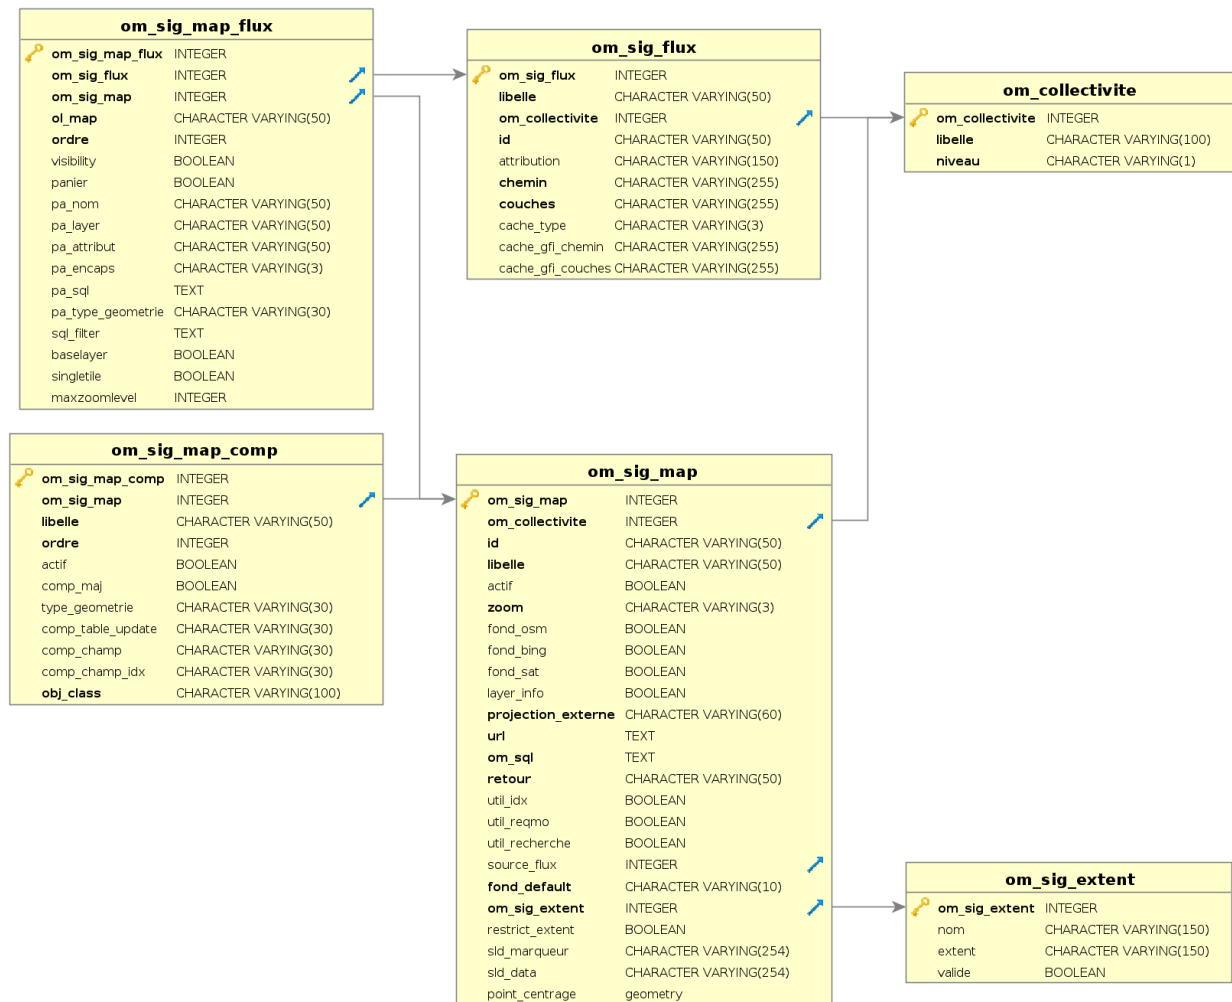 om_sig_map_flux
om_sig_map_flux INTEGER
om_sig_flux INTEGER
om_sig_map INTEGER
ol_map CHARACTER VARYING(50)
ordre INTEGER
visibility BOOLEAN
panier BOOLEAN
pa_nom CHARACTER VARYING(50)
pa_layer CHARACTER VARYING(50)
pa_attribut CHARACTER VARYING(50)
pa_encaps CHARACTER VARYING(3)
pa_sql TEXT
pa_type_geometrie CHARACTER VARYING(30)
sql_filter TEXT
baselayer BOOLEAN
singletile BOOLEAN
maxzoomlevel INTEGER
om_sig_flux
om_sig_flux INTEGER
libelle CHARACTER VARYING(50)
om_collectivite INTEGER
id CHARACTER VARYING(50)
attribution CHARACTER VARYING(150)
chemin CHARACTER VARYING(255)
couches CHARACTER VARYING(255)
cache_type CHARACTER VARYING(3)
cache_gfi_chemin CHARACTER VARYING(255)
cache_gfi_couches CHARACTER VARYING(255)
om_collectivite
om_collectivite INTEGER
libelle CHARACTER VARYING(100)
niveau CHARACTER VARYING(1)
om_sig_map_comp
om_sig_map_comp INTEGER
om_sig_map INTEGER
libelle CHARACTER VARYING(50)
ordre INTEGER
actif BOOLEAN
comp_maj BOOLEAN
type_geometrie CHARACTER VARYING(30)
comp_table_update CHARACTER VARYING(30)
comp_champ CHARACTER VARYING(30)
comp_champ_idx CHARACTER VARYING(30)
obj_class CHARACTER VARYING(100)
om_sig_map
om_sig_map INTEGER
om_collectivite INTEGER
id CHARACTER VARYING(50)
libelle CHARACTER VARYING(50)
actif BOOLEAN
zoom CHARACTER VARYING(3)
fond_osm BOOLEAN
fond_bing BOOLEAN
fond_sat BOOLEAN
layer_info BOOLEAN
projection_externe CHARACTER VARYING(60)
url TEXT
om_sql TEXT
retour CHARACTER VARYING(50)
util_idx BOOLEAN
util_reqmo BOOLEAN
util_recherche BOOLEAN
source_flux INTEGER
fond_default CHARACTER VARYING(10)
om_sig_extent INTEGER
restrict_extent BOOLEAN
sld_marqueur CHARACTER VARYING(254)
sld_data CHARACTER VARYING(254)
point_centrage geometry
om_sig_extent
om_sig_extent INTEGER
nom CHARACTER VARYING(150)
extent CHARACTER VARYING(150)
valide BOOLEAN